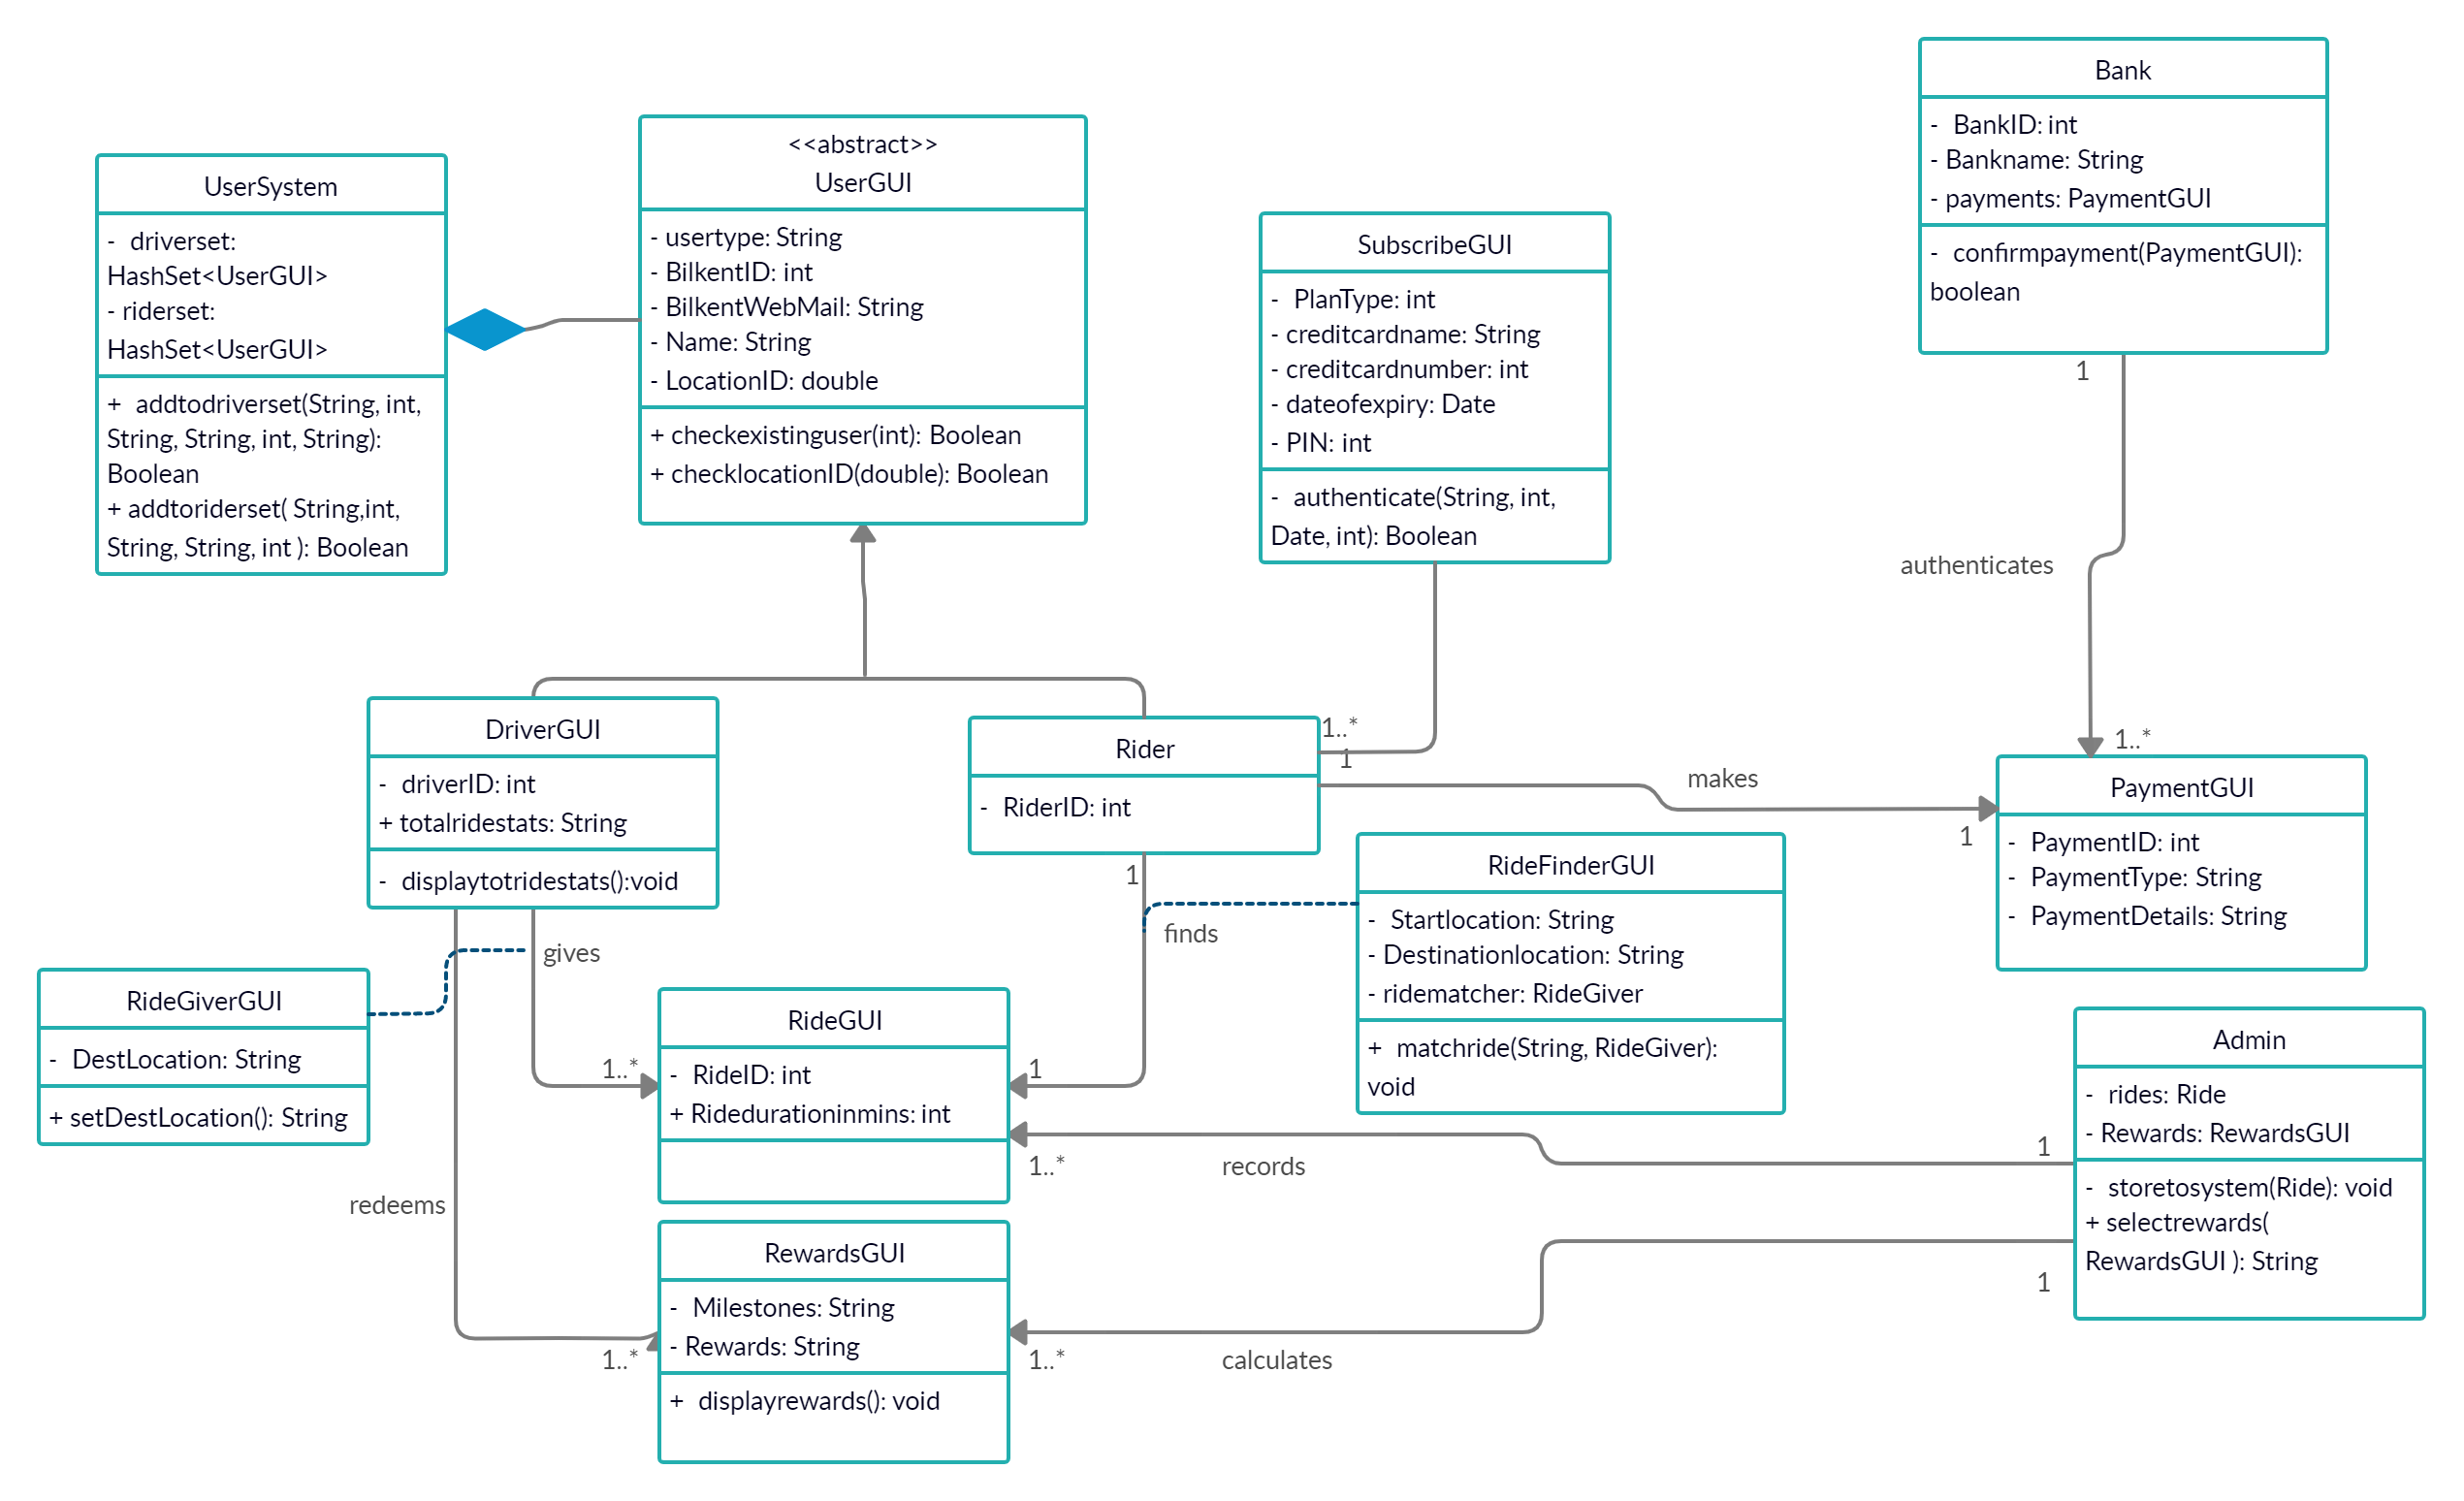 Bank
- BankID: int
- Bankname: String
- payments: PaymentGUI
- confirmpayment(PaymentGUI):
boolean
<<abstract>>
UserGUI
- usertype: String
- BilkentID: int
- BilkentWebMail: String
- Name: String
- LocationID: double
+ checkexistinguser(int): Boolean
+ checklocationID(double): Boolean
UserSystem
- driverset:
HashSet<UserGUI>
- riderset:
HashSet<UserGUI>
+ addtodriverset(String, int,
String, String, int, String):
Boolean
+ addtoriderset( String,int,
String, String, int ): Boolean
SubscribeGUI
- PlanType: int
- creditcardname: String
- creditcardnumber: int
- dateofexpiry: Date
- PIN: int
- authenticate(String, int,
Date, int): Boolean
1
authenticates
1..*
DriverGUI
- driverID: int
+ totalridestats: String
- displaytotridestats():void
Rider
- RiderID: int
1..*
1
makes
1
PaymentGUI
- PaymentID: int
- PaymentType: String
- PaymentDetails: String
RideFinderGUI
- Startlocation: String
- Destinationlocation: String
- ridematcher: RideGiver
+ matchride(String, RideGiver):
void
1
finds
1
gives
1..*
RideGiverGUI
- DestLocation: String
+ setDestLocation(): String
RideGUI
- RideID: int
+ Ridedurationinmins: int
Admin
- rides: Ride
- Rewards: RewardsGUI
- storetosystem(Ride): void
+ selectrewards(
RewardsGUI ): String
1
records
1..*
redeems
1..*
RewardsGUI
- Milestones: String
- Rewards: String
+ displayrewards(): void
1
calculates
1..*